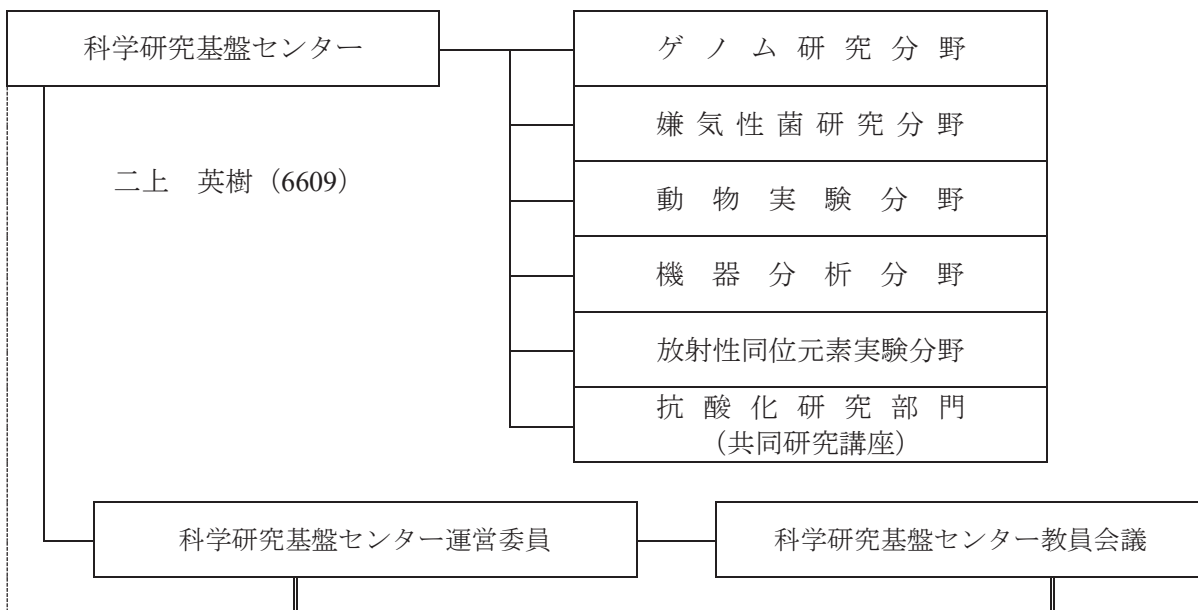 科学研究基盤センター
ゲノム研究分野
嫌気性菌研究分野
二上 英樹（6609）
動物実験分野
機器分析分野
放射性同位元素実験分野
抗酸化研究部門
（共同研究講座）
科学研究基盤センター運営委員
科学研究基盤センター教員会議